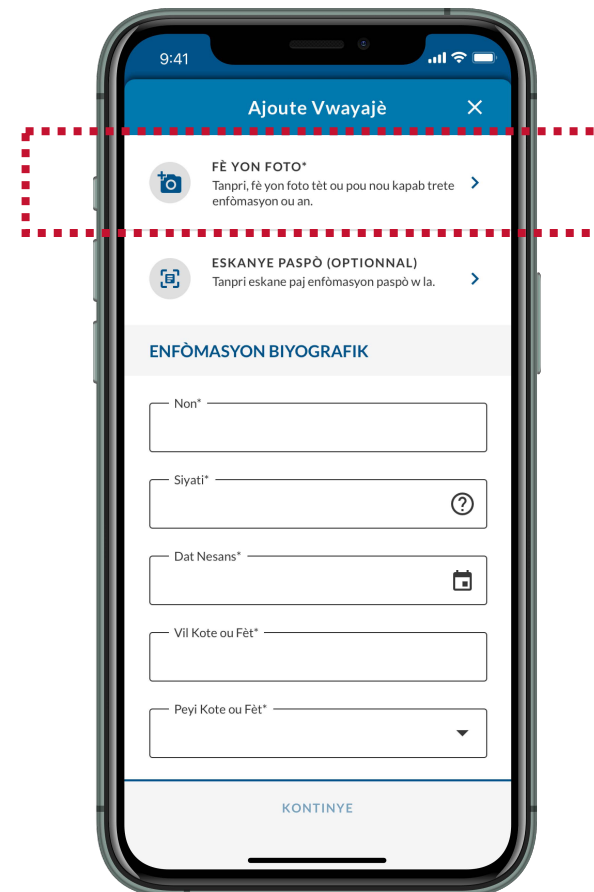 9:41
Ajoute Vwayajè
FÈ YON FOTO*
Tanpri, fè yon foto tèt ou pou nou kapab trete
enfòmasyon ou an.
ESKANYE PASPÒ (OPTIONNAL)
Tanpri eskane paj enfòmasyon paspò w la.
ENFÒMASYON BIYOGRAFIK
Non*
Siyati*
Dat Nesans*
Vil Kote ou Fèt*
Peyi Kote ou Fèt*
KONTINYE